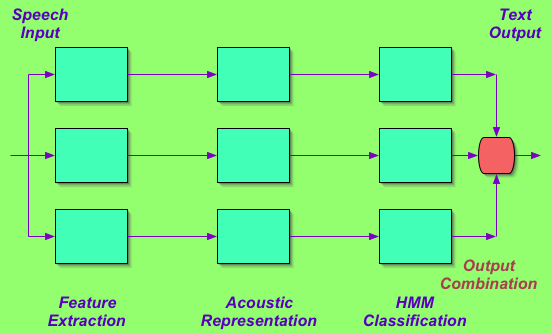 Speech
Input
Text
Output
Output
Combination
Feature
Extraction
Acoustic
Representation
HMM
Classification